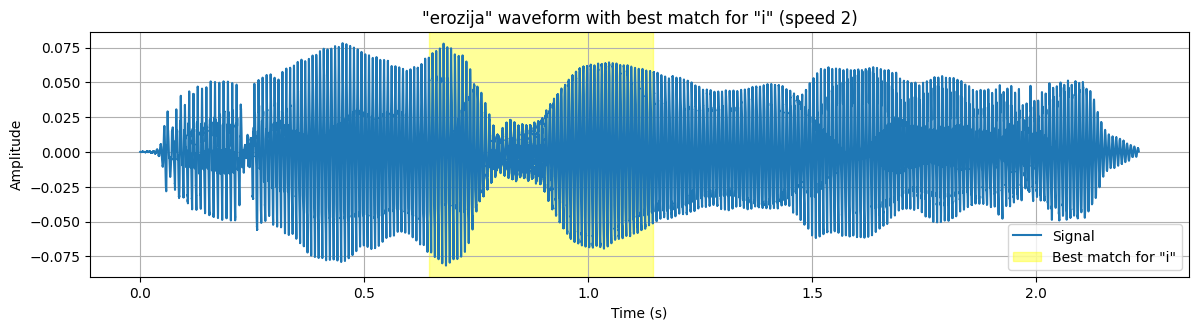 "erozija" waveform with best match for "i" (speed 2)
0.075
0.050
0.025
0.000
−0.025
−0.050
−0.075
Amplitude
Signal
Best match for "i"
0.0 0.5 1.0 1.5 2.0
Time (s)